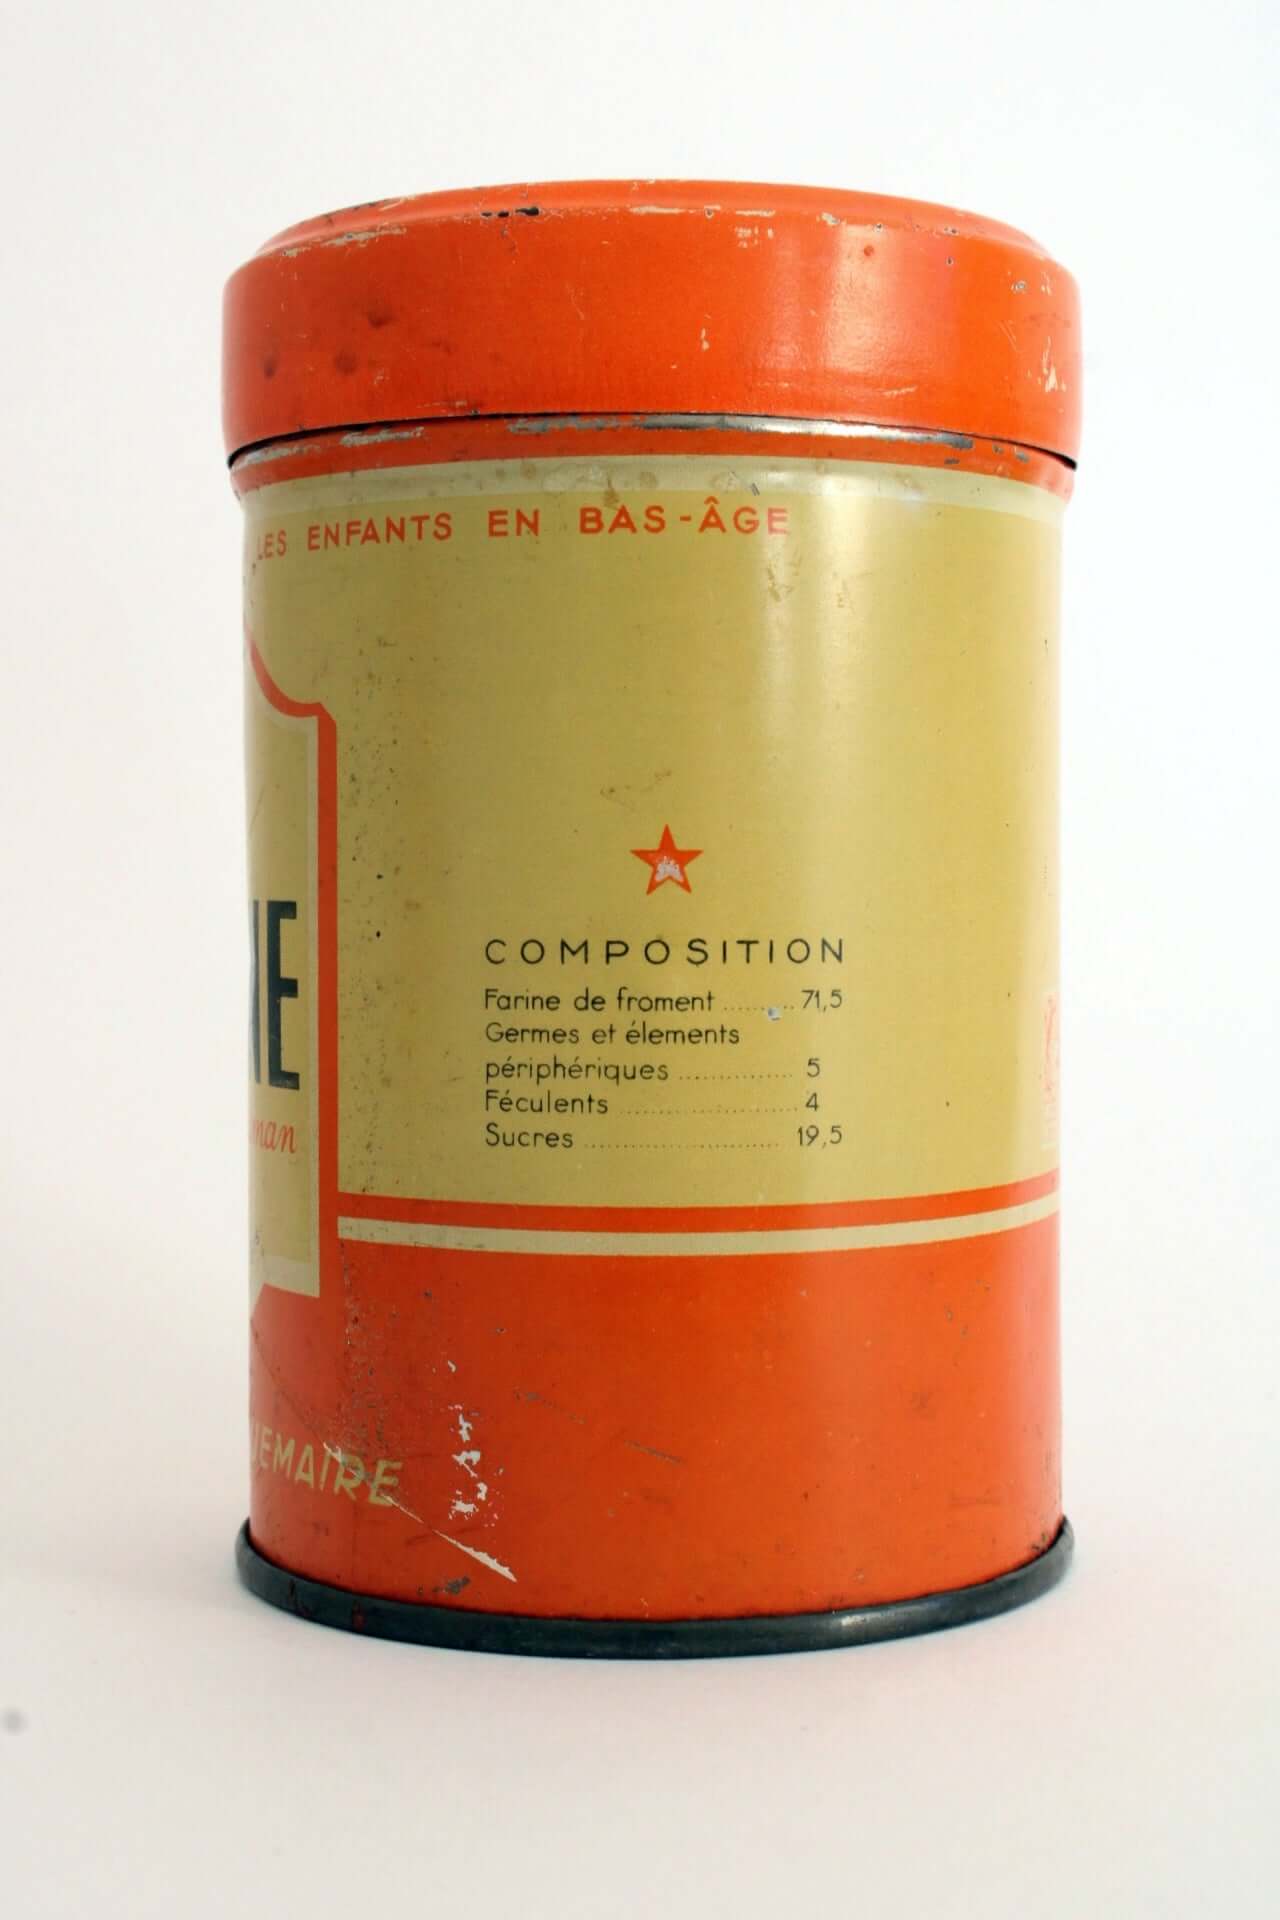 LES ENFANTS EN BAS-ÂGE
COMPOSITION
Farine de froment ......... 71,5
Germes et élements
périphériques ............... 5
Féculents ....................... 4
Sucres ......................... 19,5